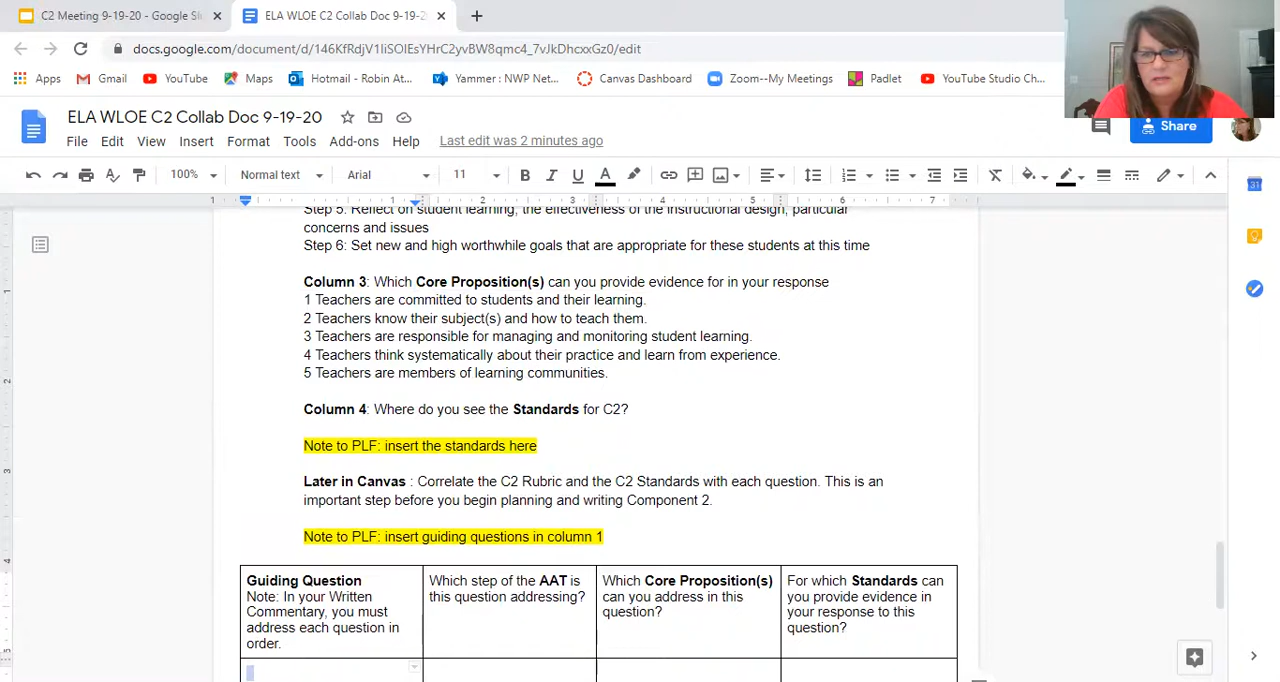 C2 Meeting 9-19-20 - Google Sl
ELA WLOE C2 Collab Doc 9-19-20
docs.google.com/document/d/146KfRdjV1IiSOIEsYHrC2yvBW8qmc4_7vJkDhcxxGz0/edit
Apps
Gmail
YouTube
Maps
Hotmail - Robin At...
Yammer : NWP Net...
Canvas Dashboard
Zoom--My Meetings
Padlet
YouTube Studio Ch...
ELA WLOE C2 Collab Doc 9-19-20
File Edit View Insert Format Tools Add-ons Help Last edit was 2 minutes ago
Share
100% Normal text Arial 11 B I U A
1 1 2 3 4 5 6 7
Step 5: Reflect on student learning, the effectiveness of the instructional design, particular
concerns and issues
Step 6: Set new and high worthwhile goals that are appropriate for these students at this time
Column 3: Which Core Proposition(s) can you provide evidence for in your response
1 Teachers are committed to students and their learning.
2 Teachers know their subject(s) and how to teach them.
3 Teachers are responsible for managing and monitoring student learning.
4 Teachers think systematically about their practice and learn from experience.
5 Teachers are members of learning communities.
Column 4: Where do you see the Standards for C2?
Note to PLF: insert the standards here
Later in Canvas : Correlate the C2 Rubric and the C2 Standards with each question. This is an
important step before you begin planning and writing Component 2.
Note to PLF: insert guiding questions in column 1
Guiding Question
Note: In your Written
Commentary, you must
address each question in
order.
Which step of the AAT is
this question addressing?
Which Core Proposition(s)
can you address in this
question?
For which Standards can
you provide evidence in
your response to this
question?